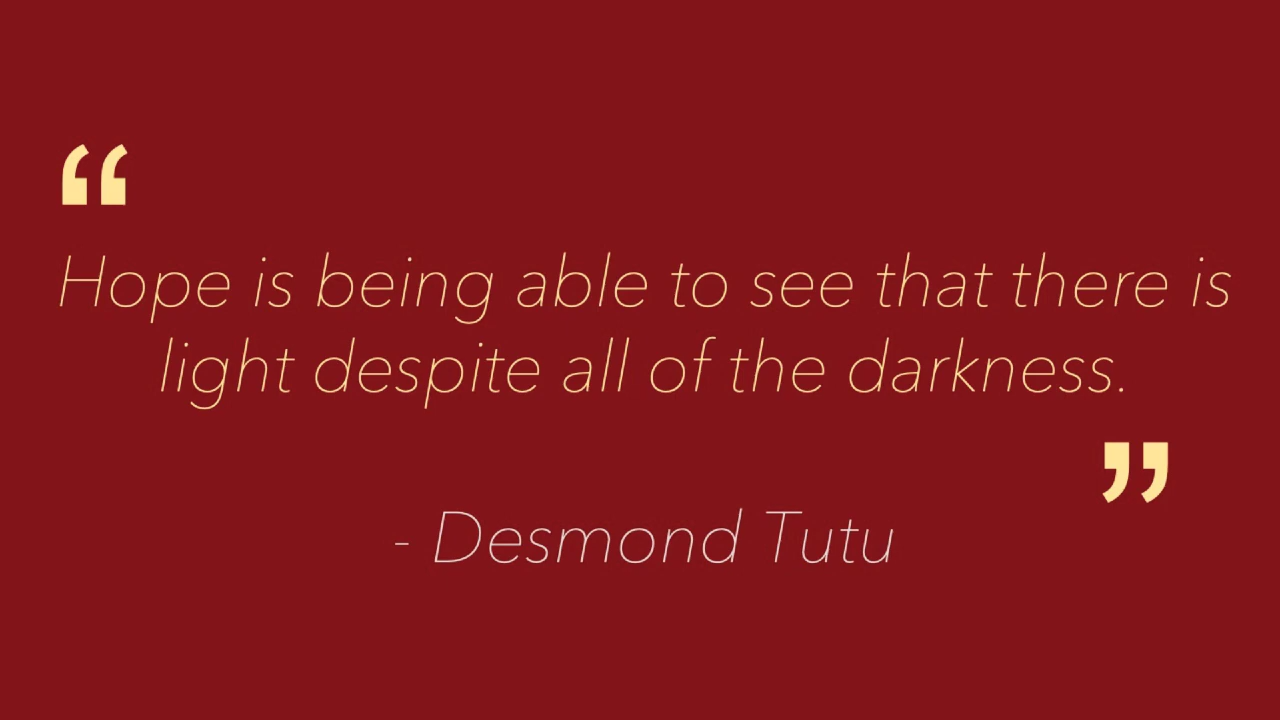 “
Hope is being able to see that there is
light despite all of the darkness.
”
- Desmond Tutu